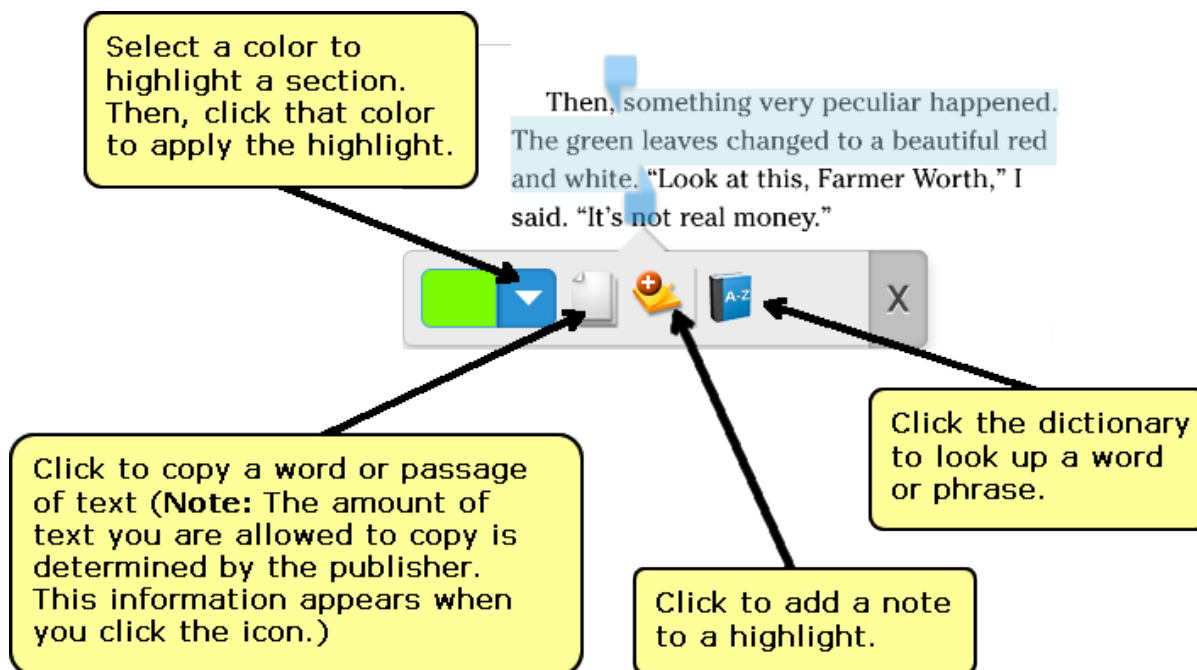 Select a color to
highlight a section.
Then, click that color
to apply the highlight.
Then, something very peculiar happened.
The green leaves changed to a beautiful red
and white. “Look at this, Farmer Worth,” I
said. “It’s not real money.”
A-Z
X
Click the dictionary
to look up a word
or phrase.
Click to copy a word or passage
of text (Note: The amount of
text you are allowed to copy is
determined by the publisher.
This information appears when
you click the icon.)
Click to add a note
to a highlight.